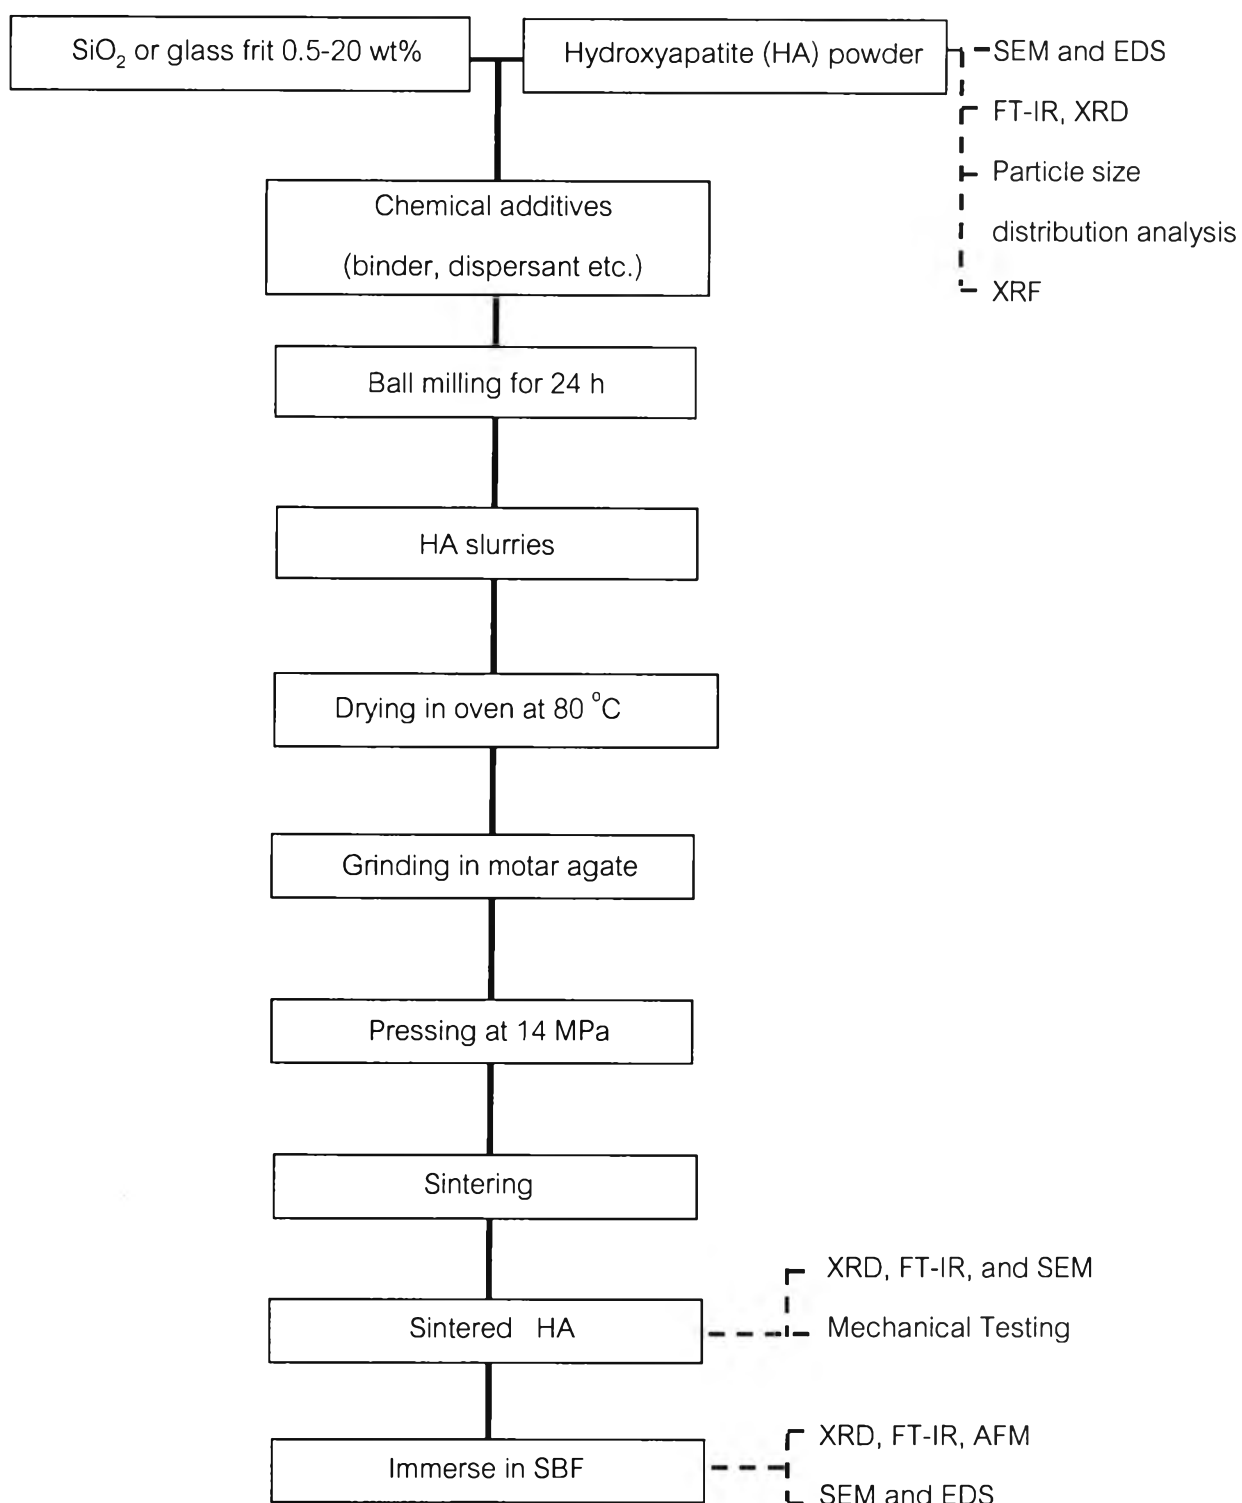 SiO₂ or glass frit 0.5-20 wt%
Hydroxyapatite (HA) powder
SEM and EDS
FT-IR, XRD
Particle size
distribution analysis
XRF
Chemical additives
(binder, dispersant etc.)
Ball milling for 24 h
HA slurries
Drying in oven at 80 °C
Grinding in motar agate
Pressing at 14 MPa
Sintering
Sintered HA
XRD, FT-IR, and SEM
Mechanical Testing
Immerse in SBF
XRD, FT-IR, AFM
SEM and EDS